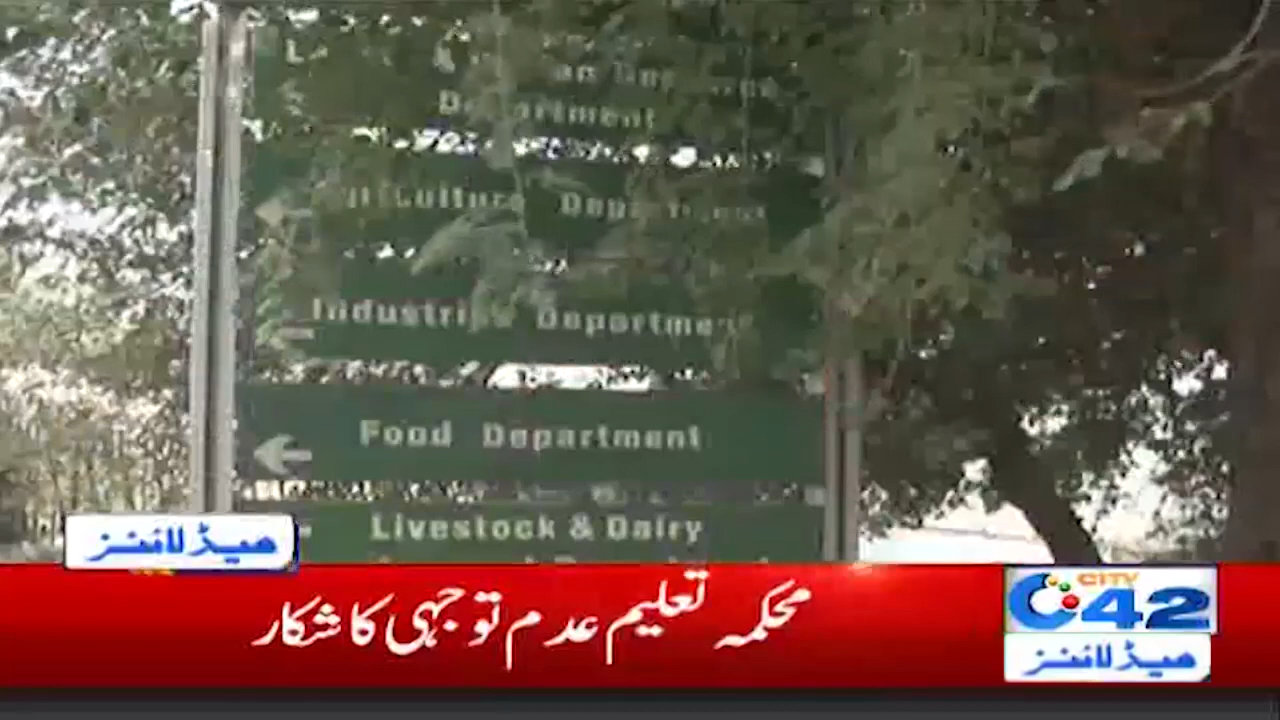 Department
Department
Industries Department
Food Department
Livestock & Dairy
ہیڈ لائنز
محکمہ تعلیم عدم توجہی کا شکار
CITY
42
ہیڈ لائنز